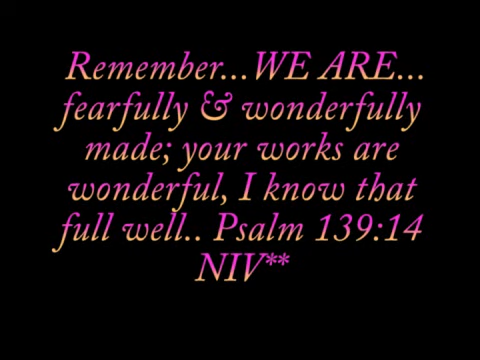 Remember...WE ARE...
fearfully & wonderfully
made; your works are
wonderful, I know that
full well.. Psalm 139:14
NIV**